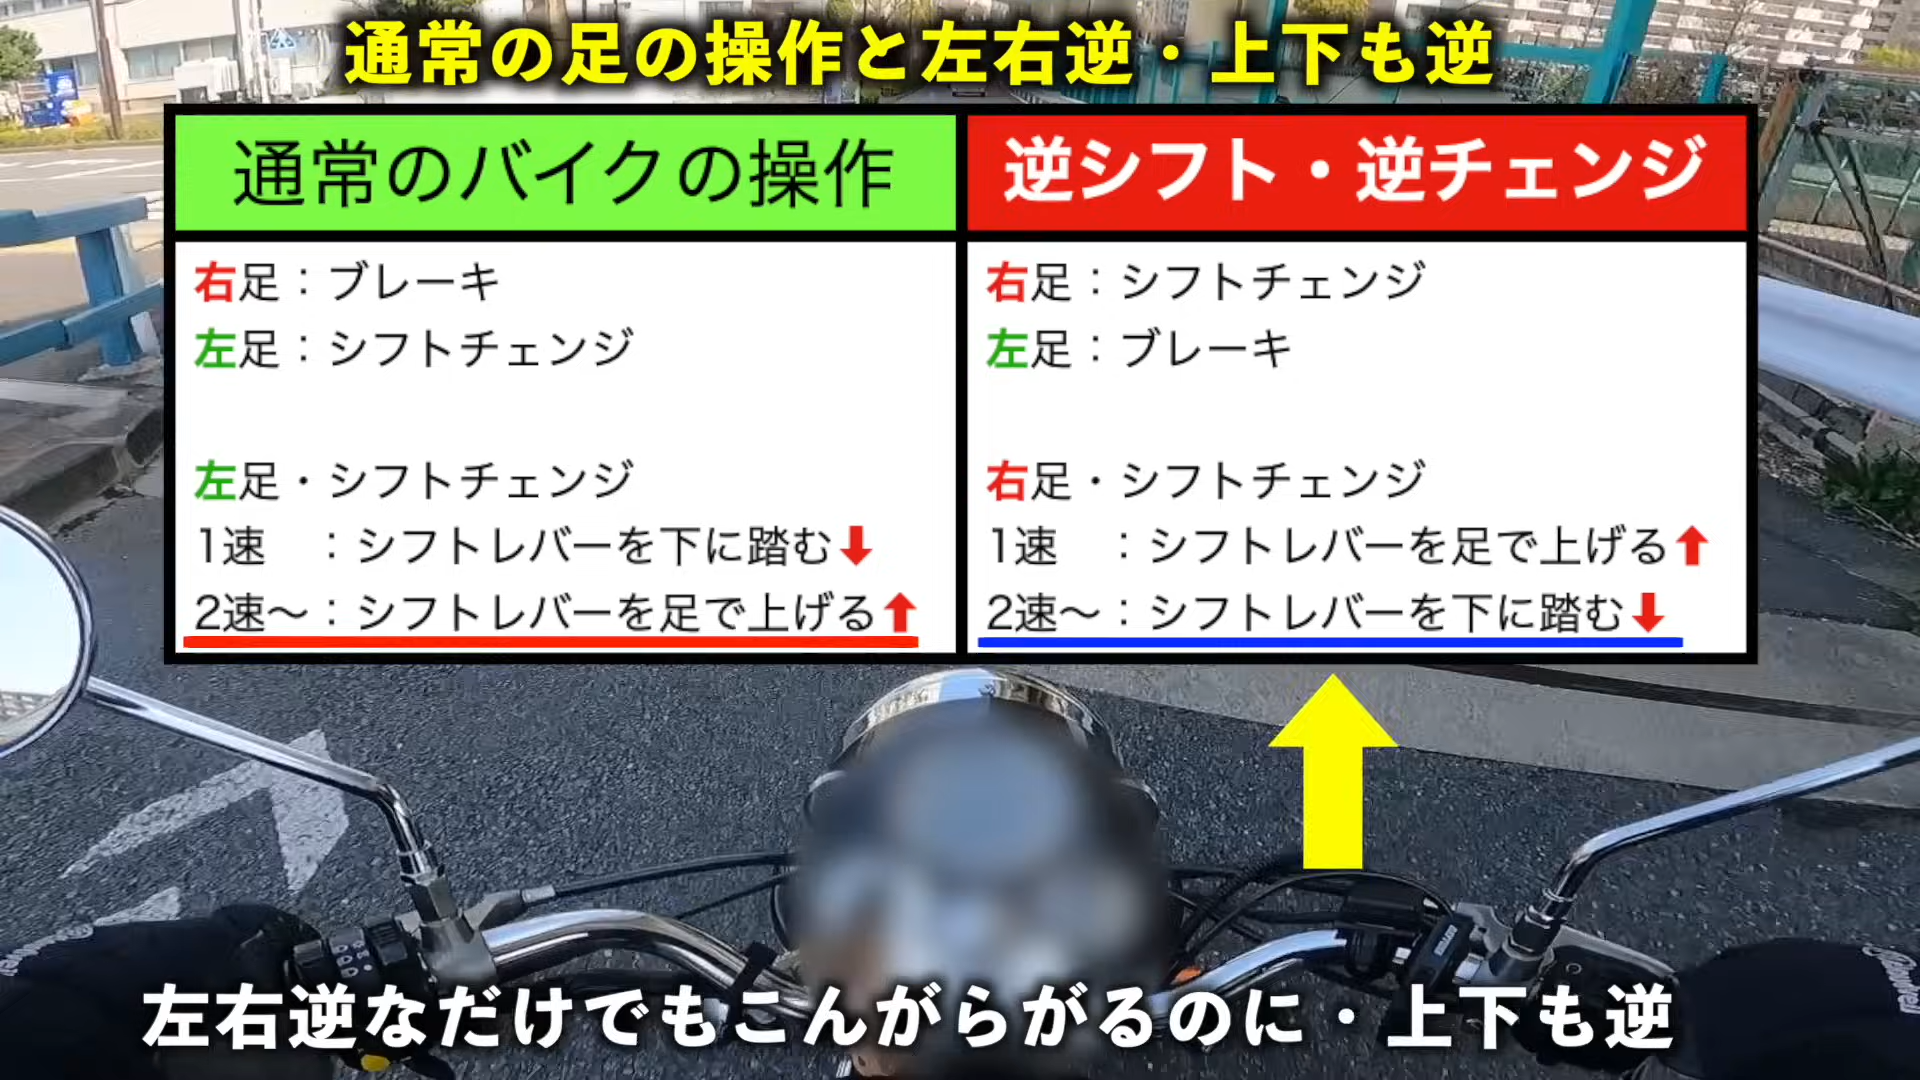 通常の足の操作と左右逆・上下も逆
通常のバイクの操作
逆シフト・逆チェンジ
右足：ブレーキ
左足：シフトチェンジ
左足・シフトチェンジ
1速　：シフトレバーを下に踏む⬇
2速～：シフトレバーを足で上げる⬆
右足：シフトチェンジ
左足：ブレーキ
右足・シフトチェンジ
1速　：シフトレバーを足で上げる⬆
2速～：シフトレバーを下に踏む⬇
左右逆なだけでもこんがらがるのに・上下も逆